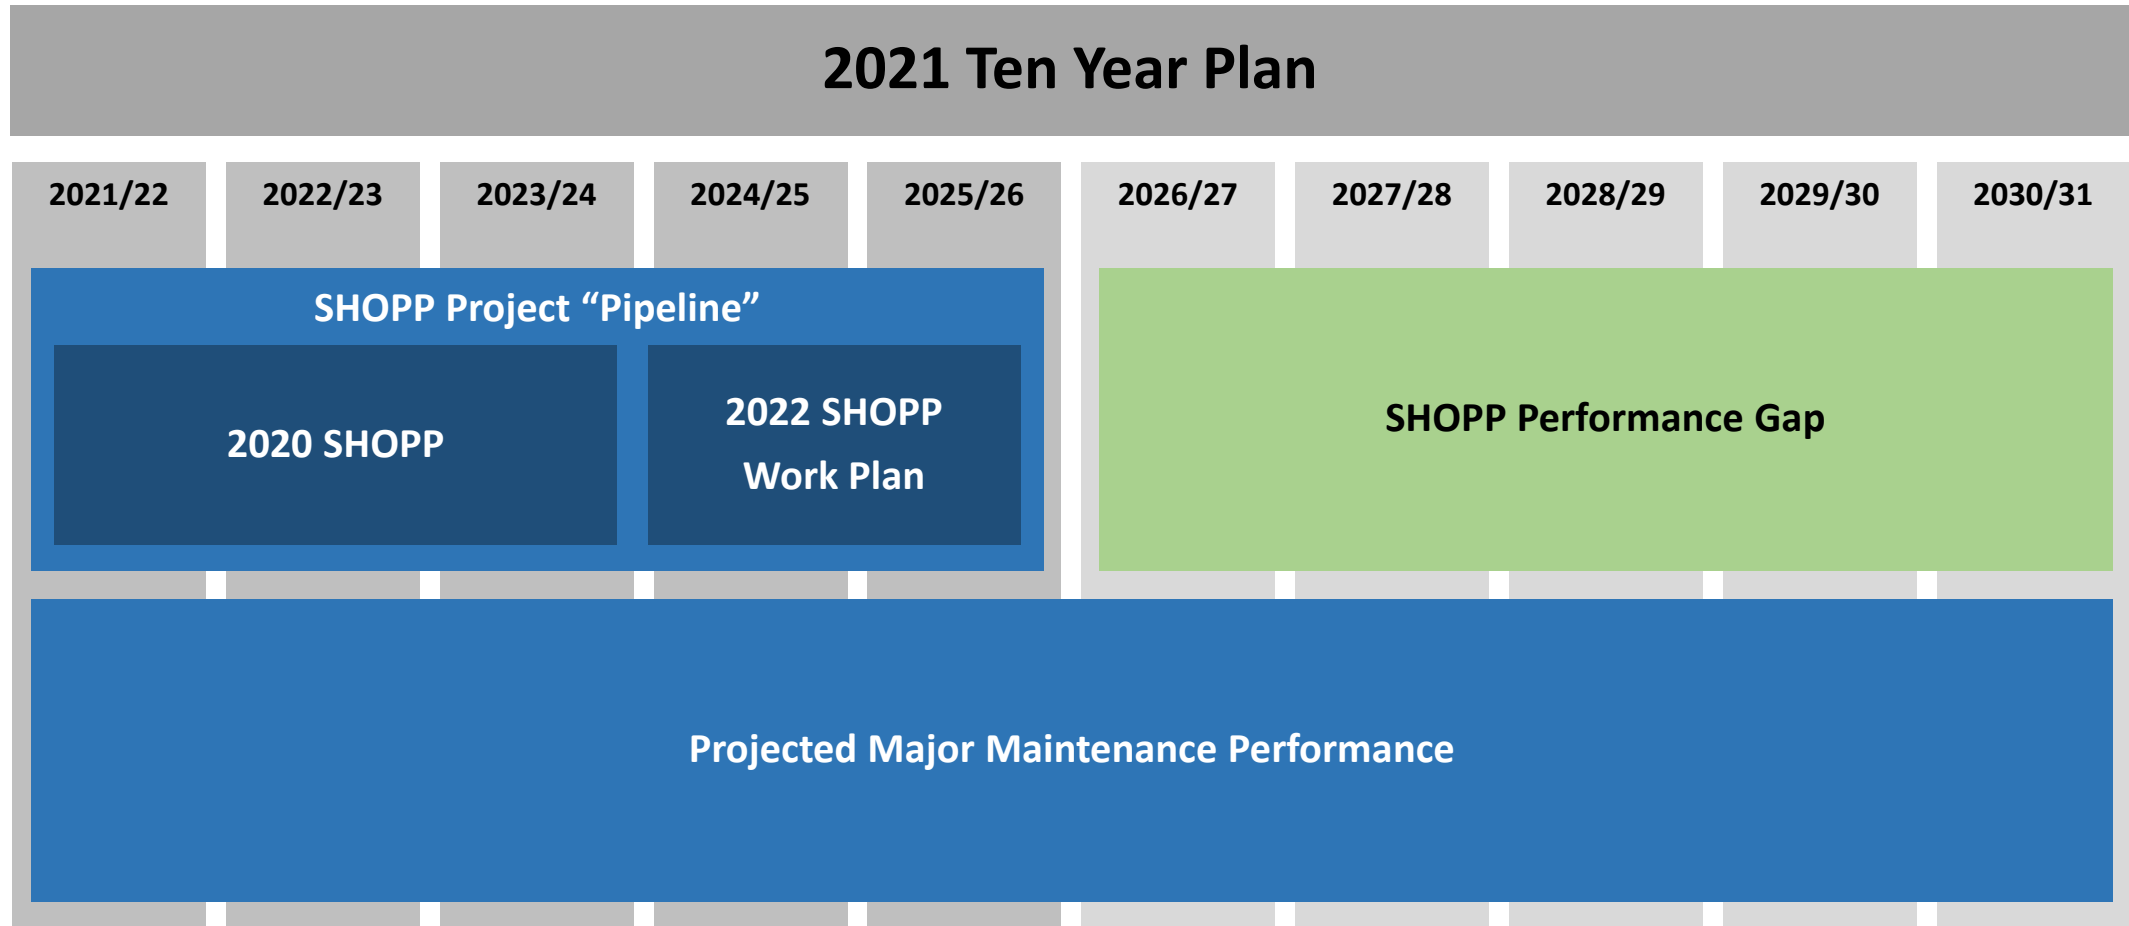 2021 Ten Year Plan
2021/22 2022/23 2023/24 2024/25 2025/26 2026/27 2027/28 2028/29 2029/30 2030/31
SHOPP Project “Pipeline”
2020 SHOPP
2022 SHOPP
Work Plan
SHOPP Performance Gap
Projected Major Maintenance Performance